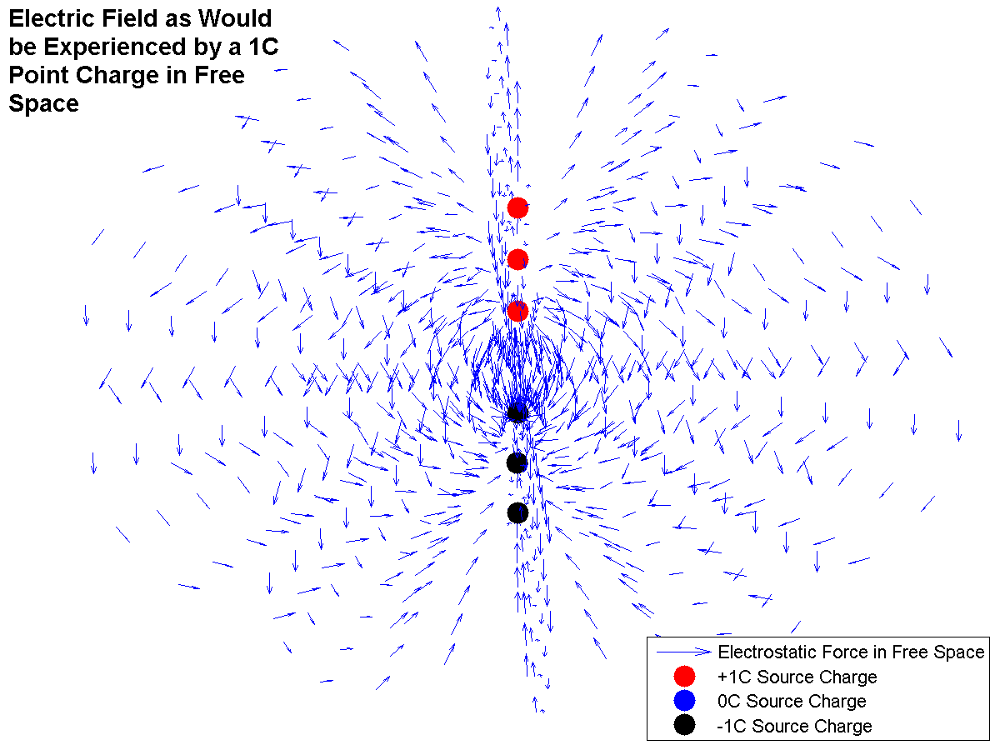 Electric Field as Would
be Experienced by a 1C
Point Charge in Free
Space
Electrostatic Force in Free Space
+1C Source Charge
0C Source Charge
-1C Source Charge